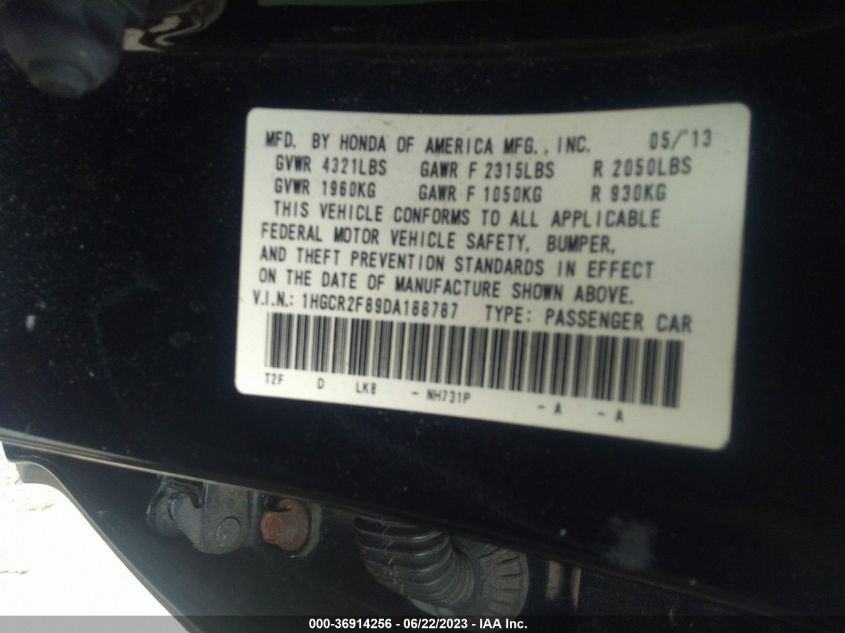 MFD. BY HONDA OF AMERICA MFG., INC. 05/'13
GVWR 4321LBS GAWR F 2315LBS R 2050LBS
GVWR 1960KG GAWR F 1050KG R 930KG
THIS VEHICLE CONFORMS TO ALL APPLICABLE
FEDERAL MOTOR VEHICLE SAFETY, BUMPER,
AND THEFT PREVENTION STANDARDS IN EFFECT
ON THE DATE OF MANUFACTURE SHOWN ABOVE.
V.I.N.: 1HGCR2F89DA188787 TYPE: PASSENGER CAR
T2F D LK8 - NH731P - A - A
000-36914256 - 06/22/2023 - IAA Inc.